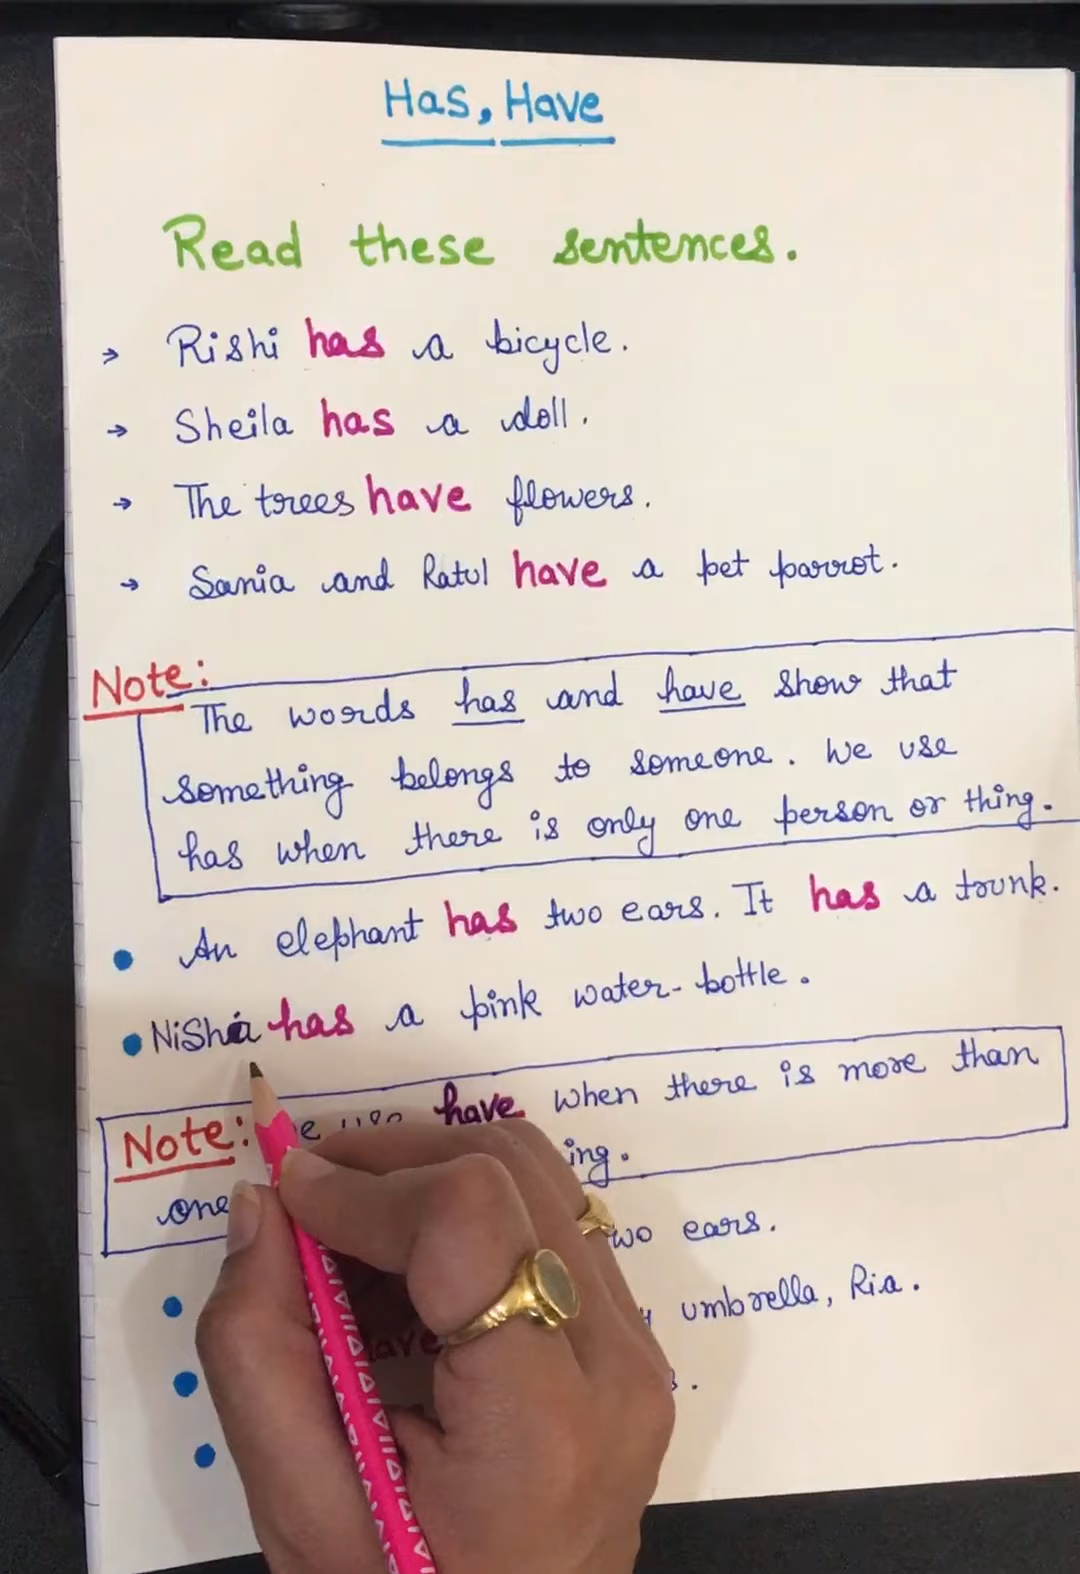 Has, Have
Read these sentences.
→ Rishi has a bicycle.
→ Sheila has a doll.
→ The trees have flowers.
→ Sania and Ratul have a pet parrot.
Note:
The words has and have show that
something belongs to someone. We use
has when there is only one person or thing.
• An elephant has two ears. It has a trunk.
• Nisha has a pink water-bottle.
Note: have when there is more than
one
ears.
umbrella, Ria.